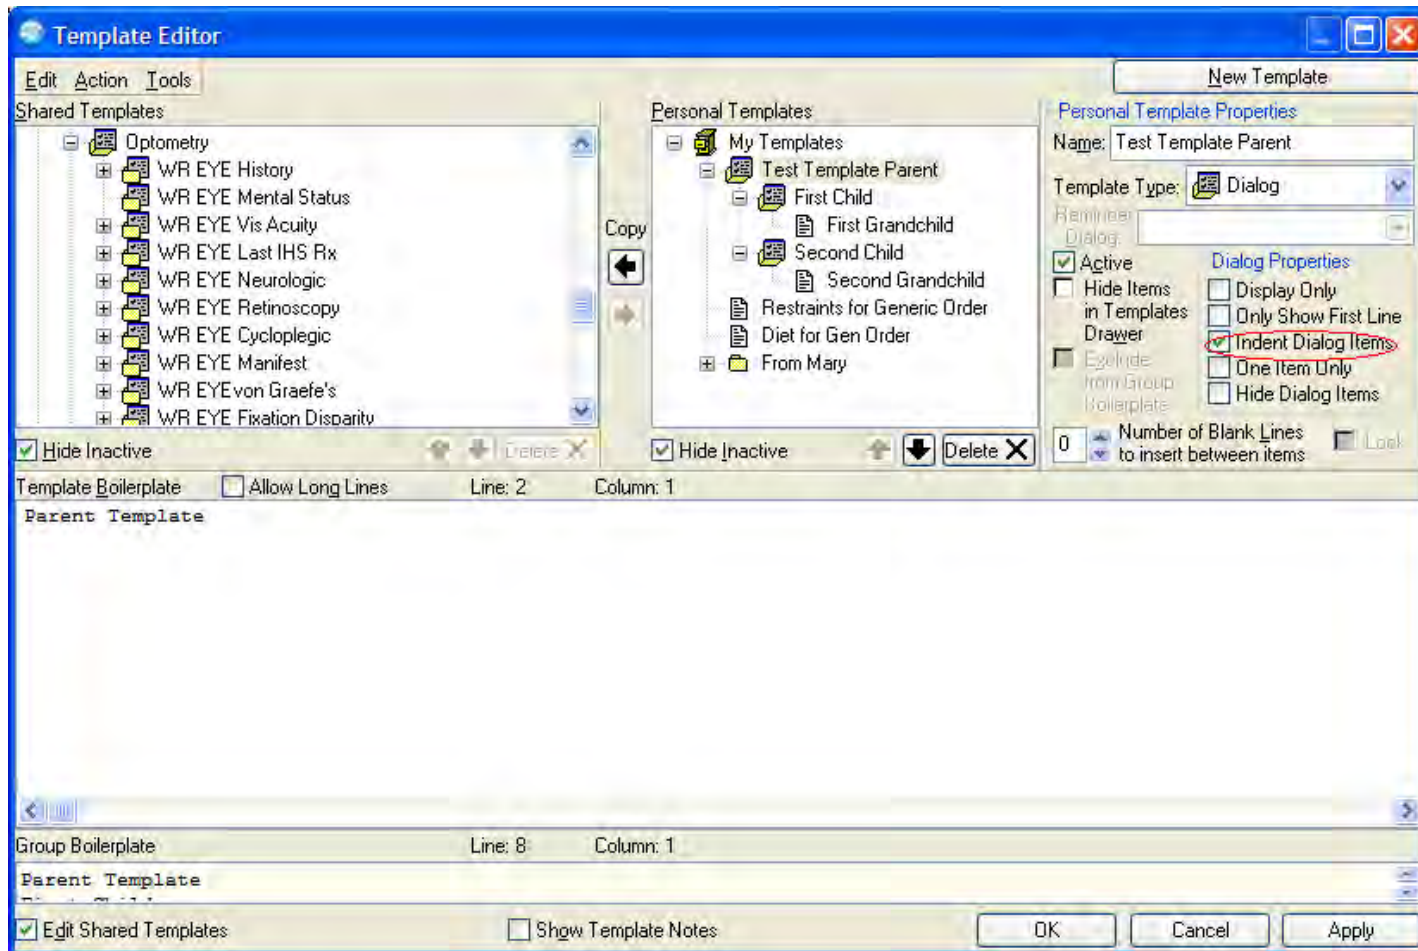 Template Editor
Edit Action Tools
New Template
Shared Templates
Optometry
WR EYE History
WR EYE Mental Status
WR EYE Vis Acuity
WR EYE Last IHS Rx
WR EYE Neurologic
WR EYE Retinoscopy
WR EYE Cycloplegic
WR EYE Manifest
WR EYEvon Graefe's
WR EYE Fixation Disparity
Hide Inactive
Delete
Copy
Personal Templates
My Templates
Test Template Parent
First Child
First Grandchild
Second Child
Second Grandchild
Restraints for Generic Order
Diet for Gen Order
From Mary
Hide Inactive
Delete
Personal Template Properties
Name: Test Template Parent
Template Type: Dialog
Reminder
Dialog:
Active
Hide Items
in Templates
Drawer
Exclude
from Group
Boilerplate
Dialog Properties
Display Only
Only Show First Line
Indent Dialog Items
One Item Only
Hide Dialog Items
0 Number of Blank Lines
to insert between items
Lock
Template Boilerplate Allow Long Lines Line: 2 Column: 1
Parent Template
Group Boilerplate Line: 8 Column: 1
Parent Template
Edit Shared Templates Show Template Notes OK Cancel Apply